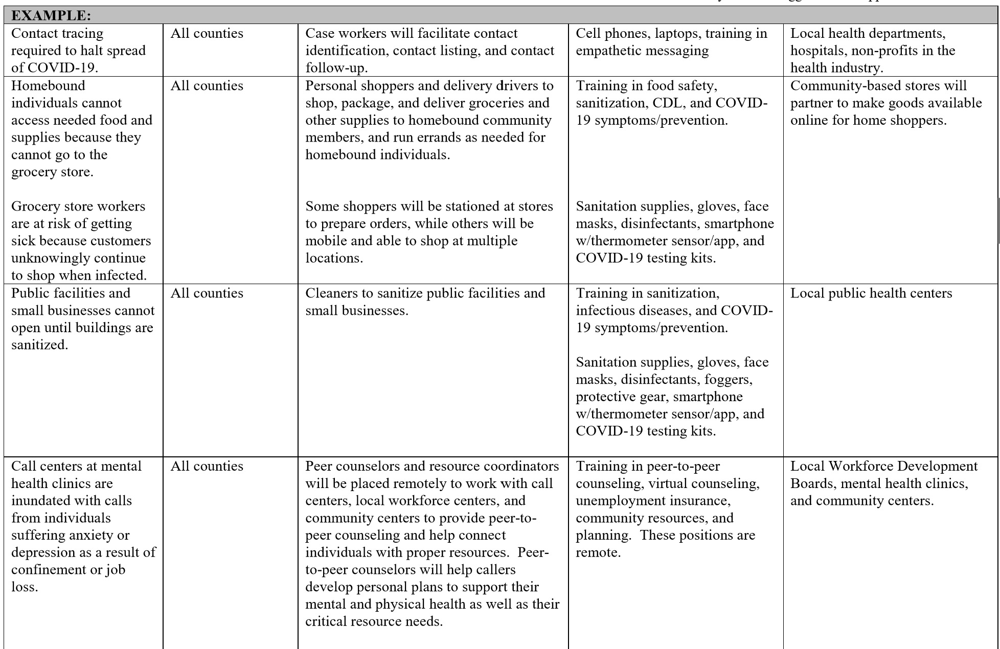 EXAMPLE:
Contact tracing
required to halt spread
of COVID-19.
All counties
Case workers will facilitate contact
identification, contact listing, and contact
follow-up.
Cell phones, laptops, training in
empathetic messaging
Local health departments,
hospitals, non-profits in the
health industry.
Homebound
individuals cannot
access needed food and
supplies because they
cannot go to the
grocery store.
Grocery store workers
are at risk of getting
sick because customers
unknowingly continue
to shop when infected.
All counties
Personal shoppers and delivery drivers to
shop, package, and deliver groceries and
other supplies to homebound community
members, and run errands as needed for
homebound individuals.
Some shoppers will be stationed at stores
to prepare orders, while others will be
mobile and able to shop at multiple
locations.
Training in food safety,
sanitization, CDL, and COVID-
19 symptoms/prevention.
Sanitation supplies, gloves, face
masks, disinfectants, smartphone
w/thermometer sensor/app, and
COVID-19 testing kits.
Community-based stores will
partner to make goods available
online for home shoppers.
Public facilities and
small businesses cannot
open until buildings are
sanitized.
All counties
Cleaners to sanitize public facilities and
small businesses.
Training in sanitization,
infectious diseases, and COVID-
19 symptoms/prevention.
Sanitation supplies, gloves, face
masks, disinfectants, foggers,
protective gear, smartphone
w/thermometer sensor/app, and
COVID-19 testing kits.
Local public health centers
Call centers at mental
health clinics are
inundated with calls
from individuals
suffering anxiety or
depression as a result of
confinement or job
loss.
All counties
Peer counselors and resource coordinators
will be placed remotely to work with call
centers, local workforce centers, and
community centers to provide peer-to-
peer counseling and help connect
individuals with proper resources.  Peer-
to-peer counselors will help callers
develop personal plans to support their
mental and physical health as well as their
critical resource needs.
Training in peer-to-peer
counseling, virtual counseling,
unemployment insurance,
community resources, and
planning.  These positions are
remote.
Local Workforce Development
Boards, mental health clinics,
and community centers.